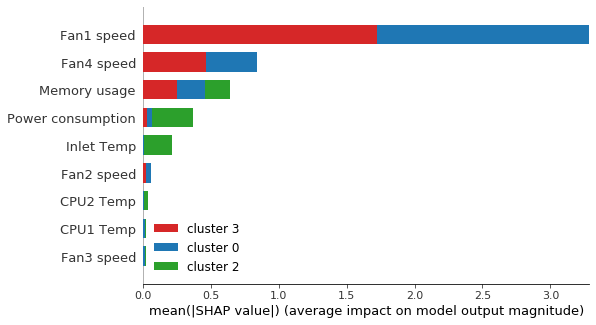 Fan1 speed
Fan4 speed
Memory usage
Power consumption
Inlet Temp
Fan2 speed
CPU2 Temp
CPU1 Temp
Fan3 speed
cluster 3
cluster 0
cluster 2
0.0 0.5 1.0 1.5 2.0 2.5 3.0
mean(|SHAP value|) (average impact on model output magnitude)